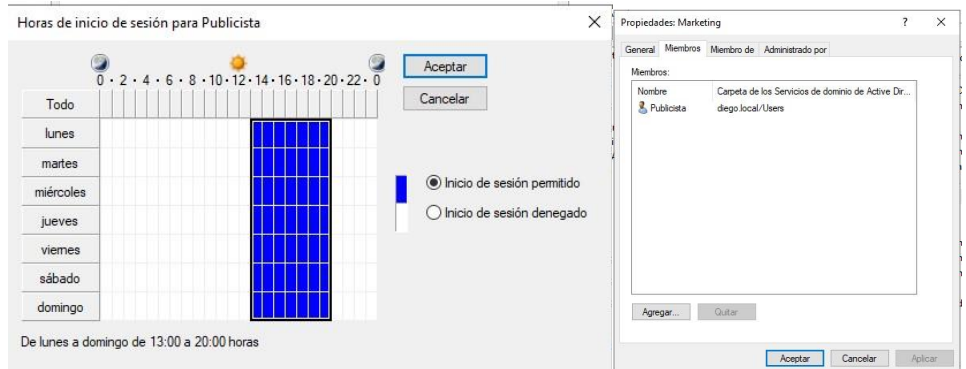 Horas de inicio de sesión para Publicista
0 · 2 · 4 · 6 · 8 · 10 · 12 · 14 · 16 · 18 · 20 · 22 · 0
Todo
lunes
martes
miércoles
jueves
viernes
sábado
domingo
Aceptar
Cancelar
Inicio de sesión permitido
Inicio de sesión denegado
De lunes a domingo de 13:00 a 20:00 horas
Propiedades: Marketing ?
General Miembros Miembro de Administrado por
Miembros:
Nombre Carpeta de los Servicios de dominio de Active Dir...
Publicista diego.local/Users
Agregar... Quitar
Aceptar Cancelar Aplicar